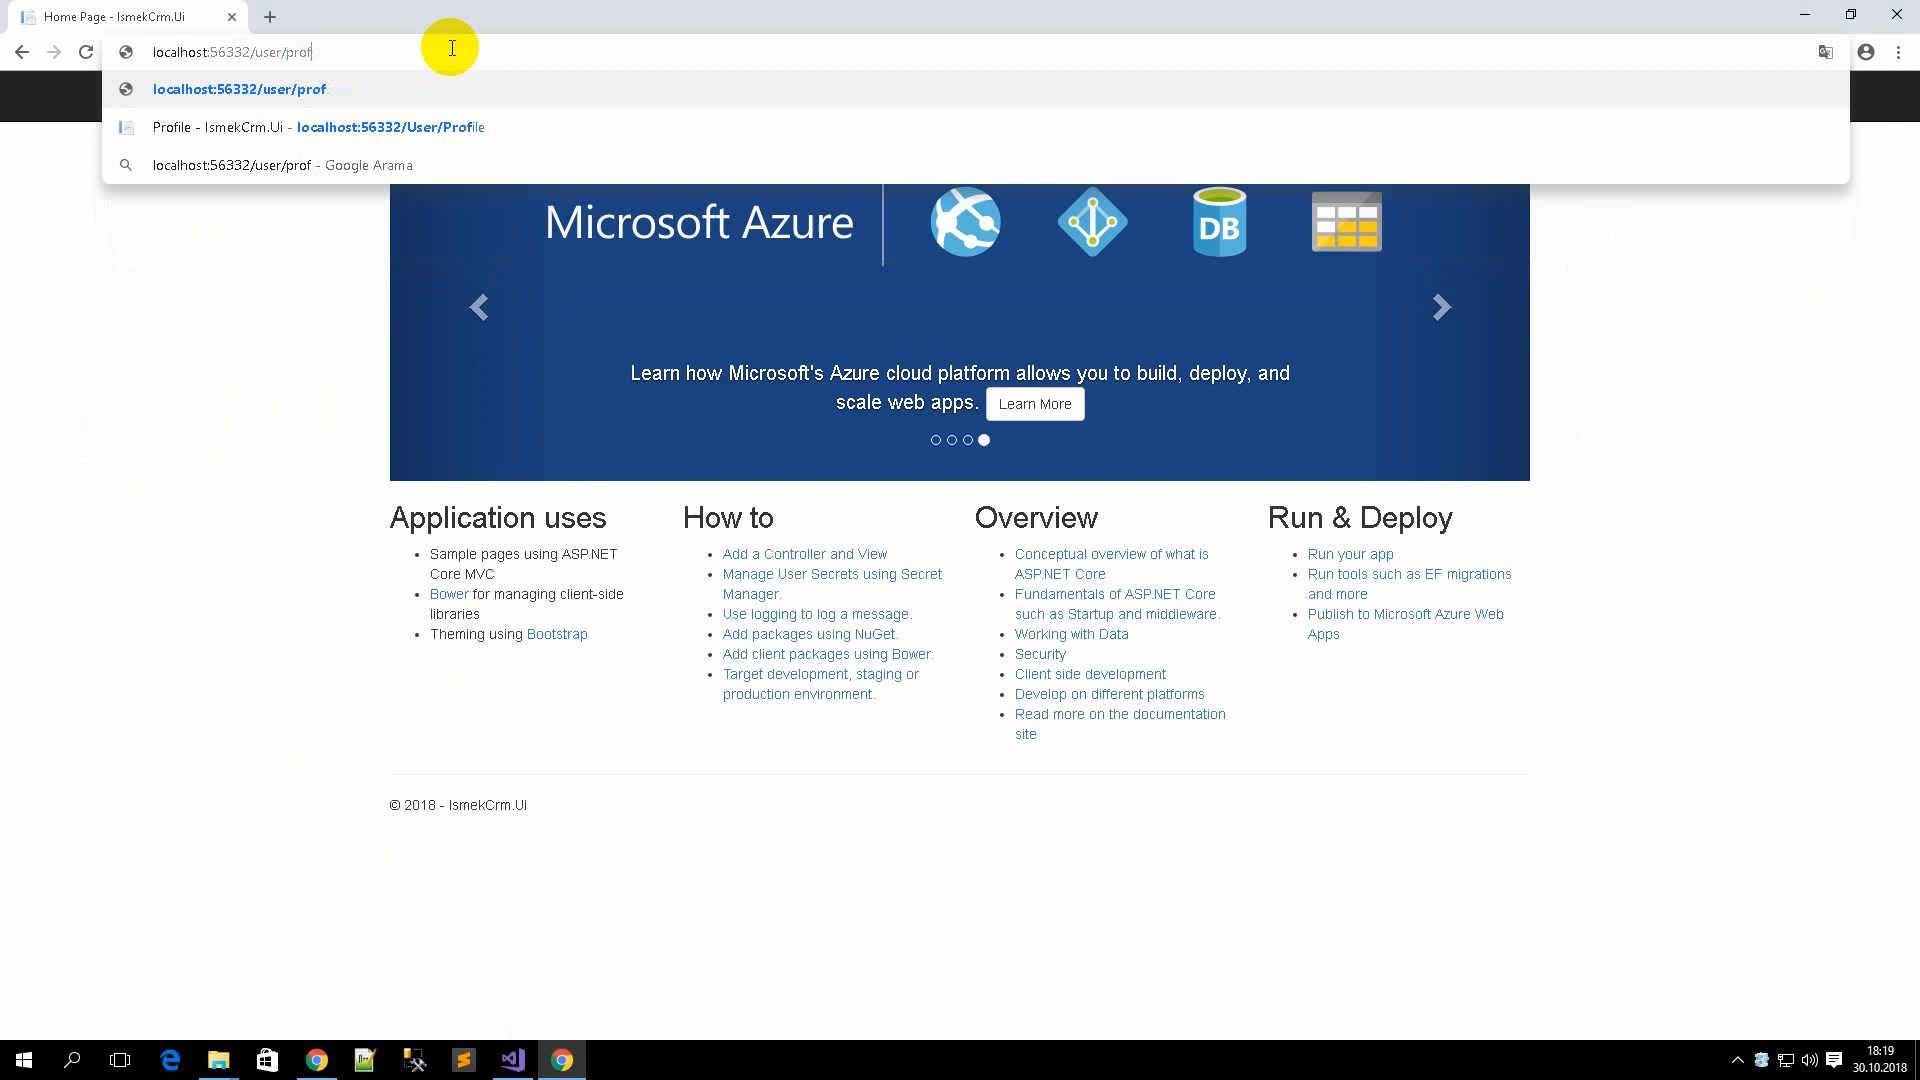 Home Page - IsmekCrm.Ui
localhost:56332/user/prof
localhost:56332/user/prof
Profile - IsmekCrm.Ui - localhost:56332/User/Profile
localhost:56332/user/prof - Google Arama
Microsoft Azure
DB
Learn how Microsoft's Azure cloud platform allows you to build, deploy, and
scale web apps. Learn More
Application uses
Sample pages using ASP.NET
Core MVC
Bower for managing client-side
libraries
Theming using Bootstrap
How to
Add a Controller and View
Manage User Secrets using Secret
Manager.
Use logging to log a message.
Add packages using NuGet.
Add client packages using Bower.
Target development, staging or
production environment.
Overview
Conceptual overview of what is
ASP.NET Core
Fundamentals of ASP.NET Core
such as Startup and middleware.
Working with Data
Security
Client side development
Develop on different platforms
Read more on the documentation
site
Run & Deploy
Run your app
Run tools such as EF migrations
and more
Publish to Microsoft Azure Web
Apps
© 2018 - IsmekCrm.Ui
18:19
30.10.2018